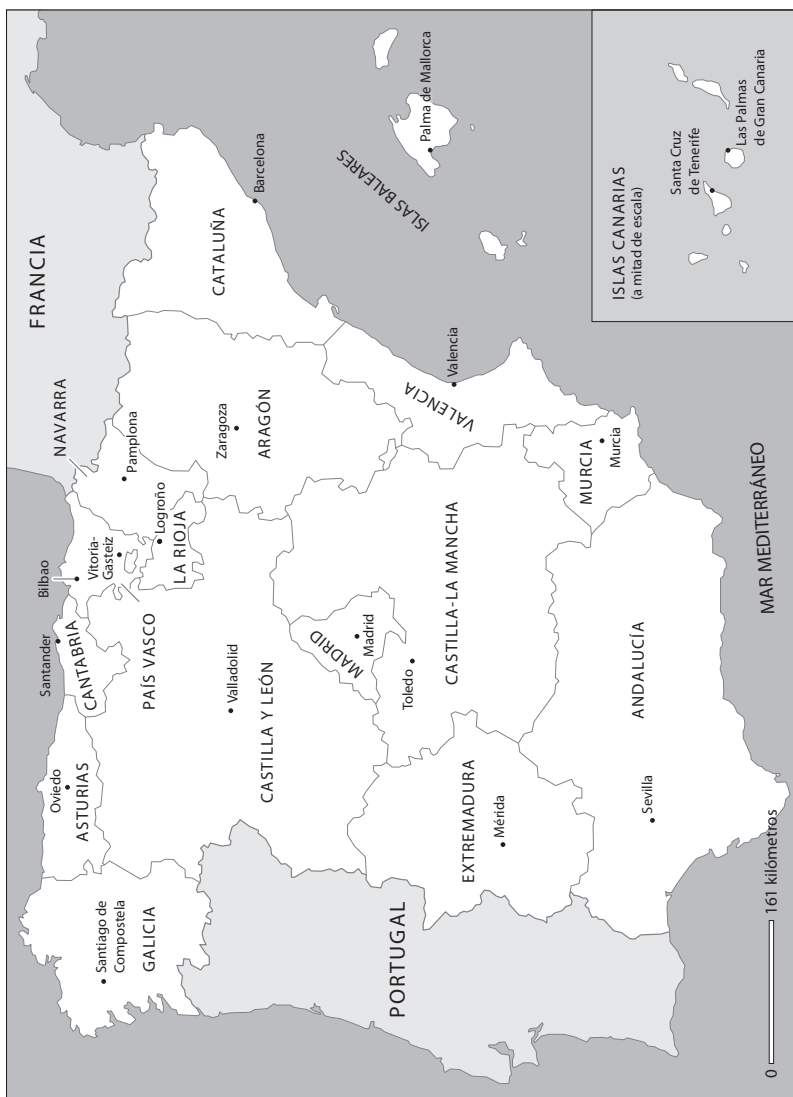 FRANCIA
NAVARRA
Bilbao
Santander
Oviedo
ASTURIAS
CANTABRIA
Vitoria-
Gasteiz
PAÍS VASCO
Pamplona
Logroño
LA RIOJA
Santiago de
Compostela
GALICIA
Valladolid
CASTILLA Y LEÓN
Zaragoza
ARAGÓN
CATALUÑA
Barcelona
MADRID
Madrid
Toledo
CASTILLA-LA MANCHA
PORTUGAL
EXTREMADURA
Mérida
VALENCIA
Valencia
ISLAS BALEARES
Palma de Mallorca
MURCIA
Murcia
ANDALUCÍA
Sevilla
MAR MEDITERRÁNEO
0
161 kilómetros
ISLAS CANARIAS
(a mitad de escala)
Santa Cruz
de Tenerife
Las Palmas
de Gran Canaria